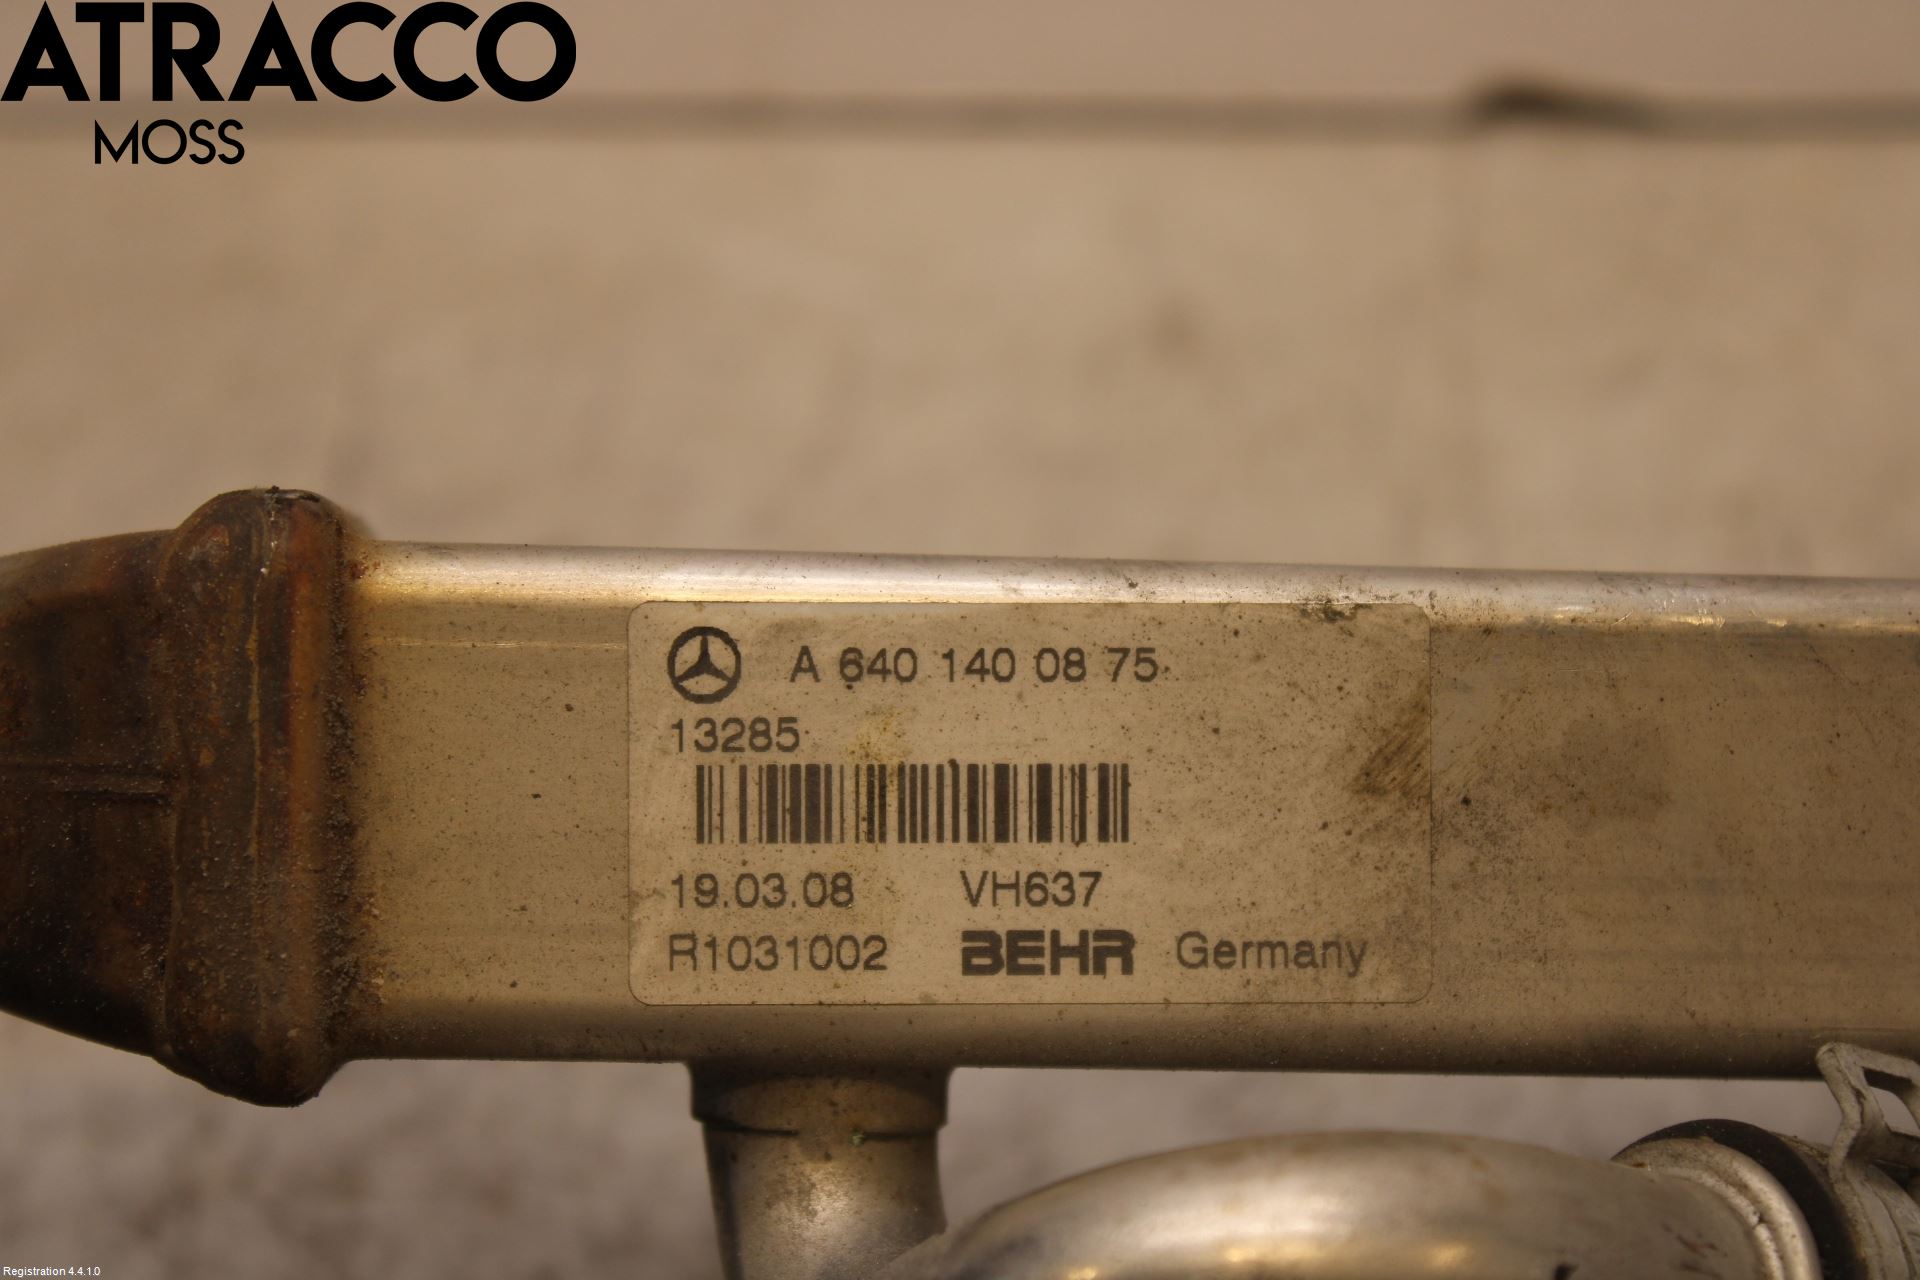 ATRACCO
MOSS
A 640 140 08 75
13285
19.03.08 VH637
R1031002 BEHR Germany
Registration 4.4.1.0